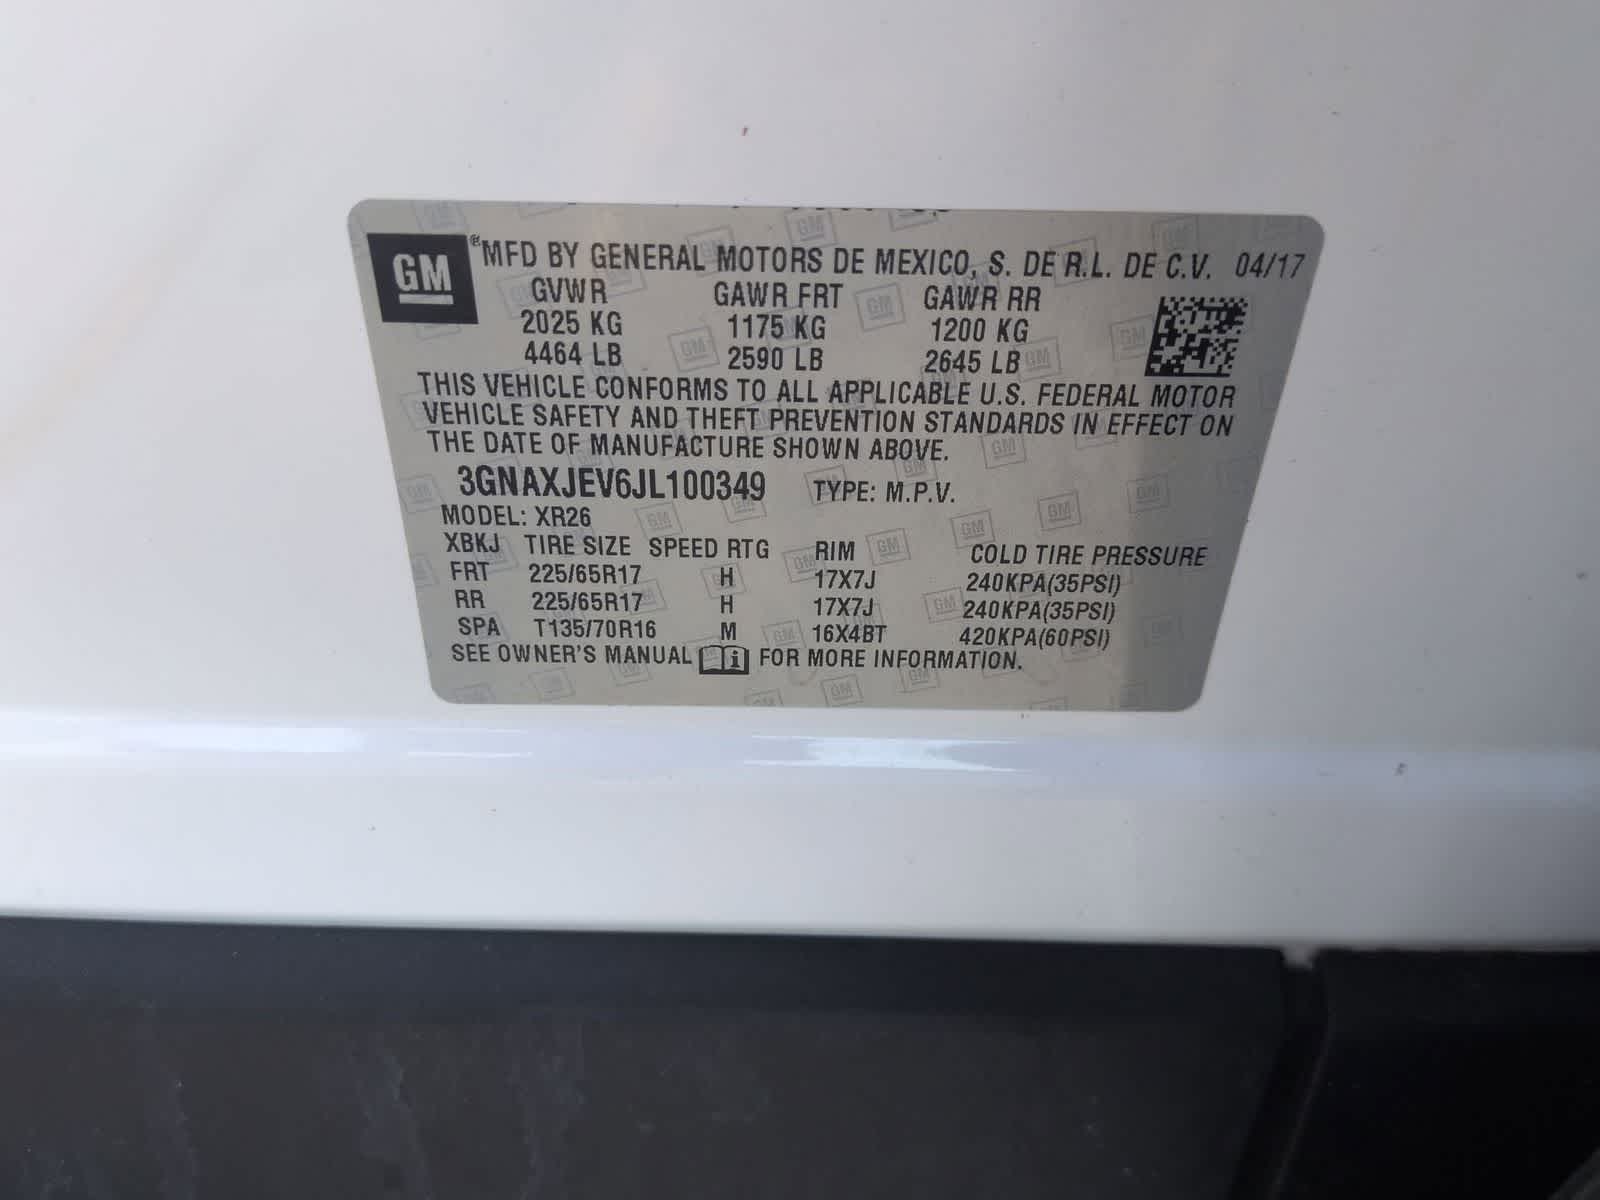 GM ® MFD BY GENERAL MOTORS DE MEXICO, S. DE R.L. DE C.V. 04/17
GVWR GAWR FRT GAWR RR
2025 KG 1175 KG 1200 KG
4464 LB 2590 LB 2645 LB
THIS VEHICLE CONFORMS TO ALL APPLICABLE U.S. FEDERAL MOTOR
VEHICLE SAFETY AND THEFT PREVENTION STANDARDS IN EFFECT ON
THE DATE OF MANUFACTURE SHOWN ABOVE.
3GNAXJEV6JL100349 TYPE: M.P.V.
MODEL: XR26
XBKJ TIRE SIZE SPEED RTG RIM COLD TIRE PRESSURE
FRT 225/65R17 H 17X7J 240KPA(35PSI)
RR 225/65R17 H 17X7J 240KPA(35PSI)
SPA T135/70R16 M 16X4BT 420KPA(60PSI)
SEE OWNER'S MANUAL i FOR MORE INFORMATION.